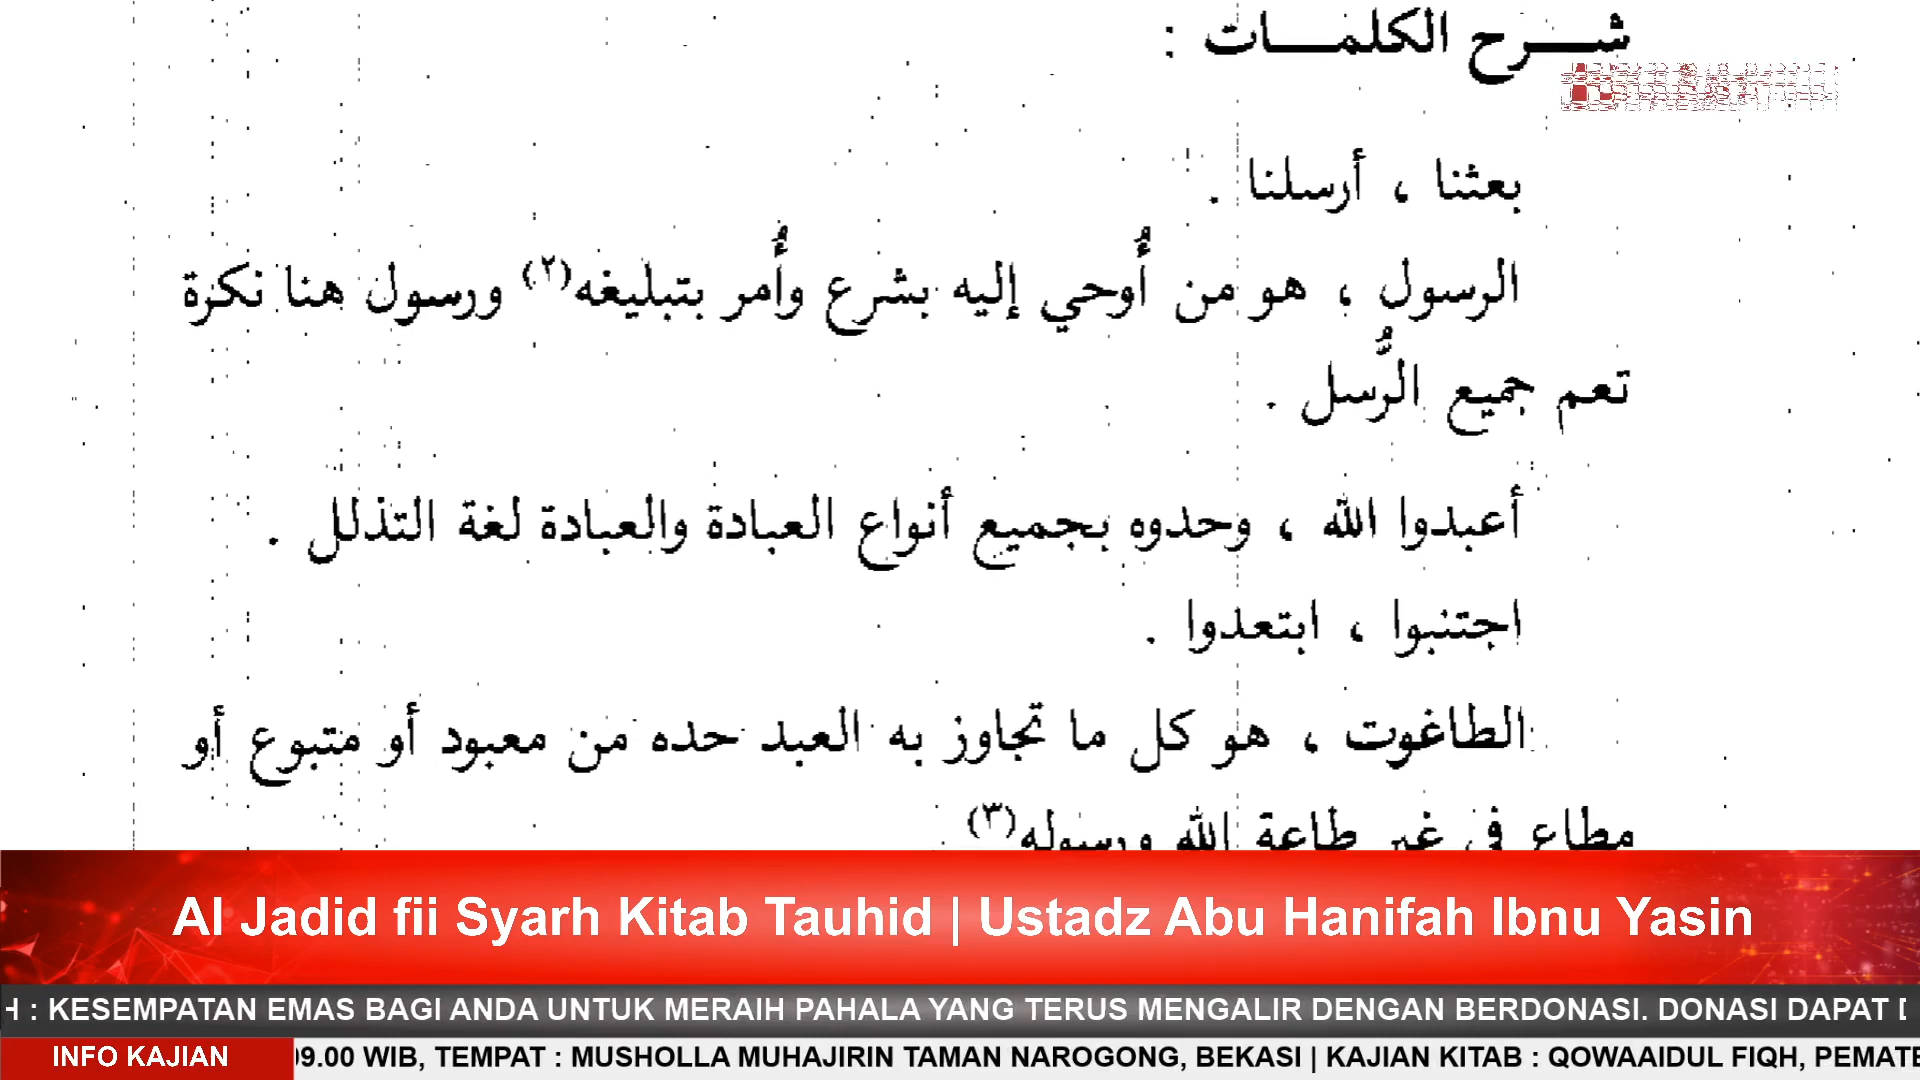 شـــرح الكلمـــات :
بعثنا ، أرسلنا .
الرسول ، هو من أُوحي إليه بشرع وأُمر بتبليغه(٢) ورسول هنا نكرة
تعم جميع الرُّسل .
أعبدوا الله ، وحدوه بجميع أنواع العبادة والعبادة لغة التذلل .
اجتنبوا ، ابتعدوا .
الطاغوت ، هو كل ما تجاوز به العبد حده من معبود أو متبوع أو
مطاع في غير طاعة الله ورسوله(٣) .
Al Jadid fii Syarh Kitab Tauhid | Ustadz Abu Hanifah Ibnu Yasin
H : KESEMPATAN EMAS BAGI ANDA UNTUK MERAIH PAHALA YANG TERUS MENGALIR DENGAN BERDONASI. DONASI DAPAT D
INFO KAJIAN 09.00 WIB, TEMPAT : MUSHOLLA MUHAJIRIN TAMAN NAROGONG, BEKASI | KAJIAN KITAB : QOWAAIDUL FIQH, PEMATE